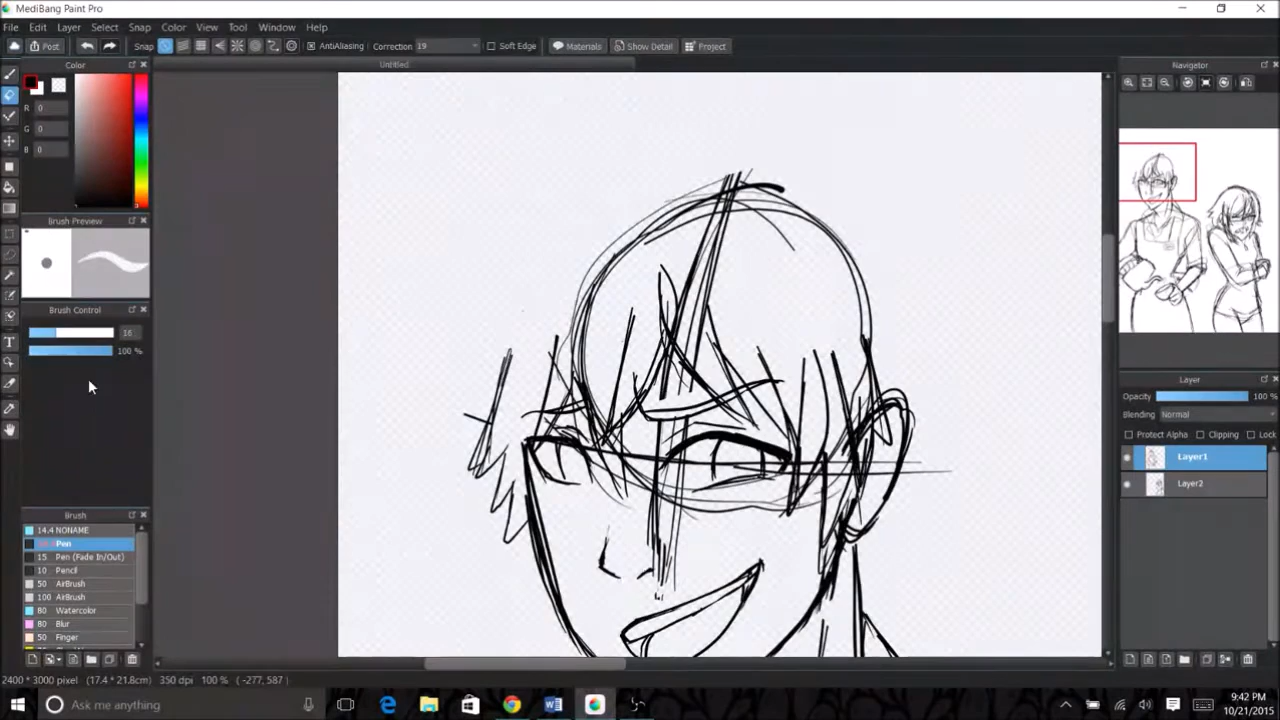 MediBang Paint Pro
File Edit Layer Select Snap Color View Tool Window Help
Post Snap AntiAliasing Correction 19 Soft Edge Materials Show Detail Project
Color
Untitled
Navigator
R 0
G 0
B 0
Brush Preview
Brush Control
16
100 %
Brush
14.4 NONAME
Pen
15 Pen (Fade In/Out)
10 Pencil
50 AirBrush
100 AirBrush
80 Watercolor
80 Blur
50 Finger
Layer
Opacity 100 %
Blending Normal
Protect Alpha Clipping Lock
Layer1
Layer2
2400 * 3000 pixel (17.4 * 21.8cm) 350 dpi 100 % ( -277, 587 )
Ask me anything
9:42 PM
10/21/2015